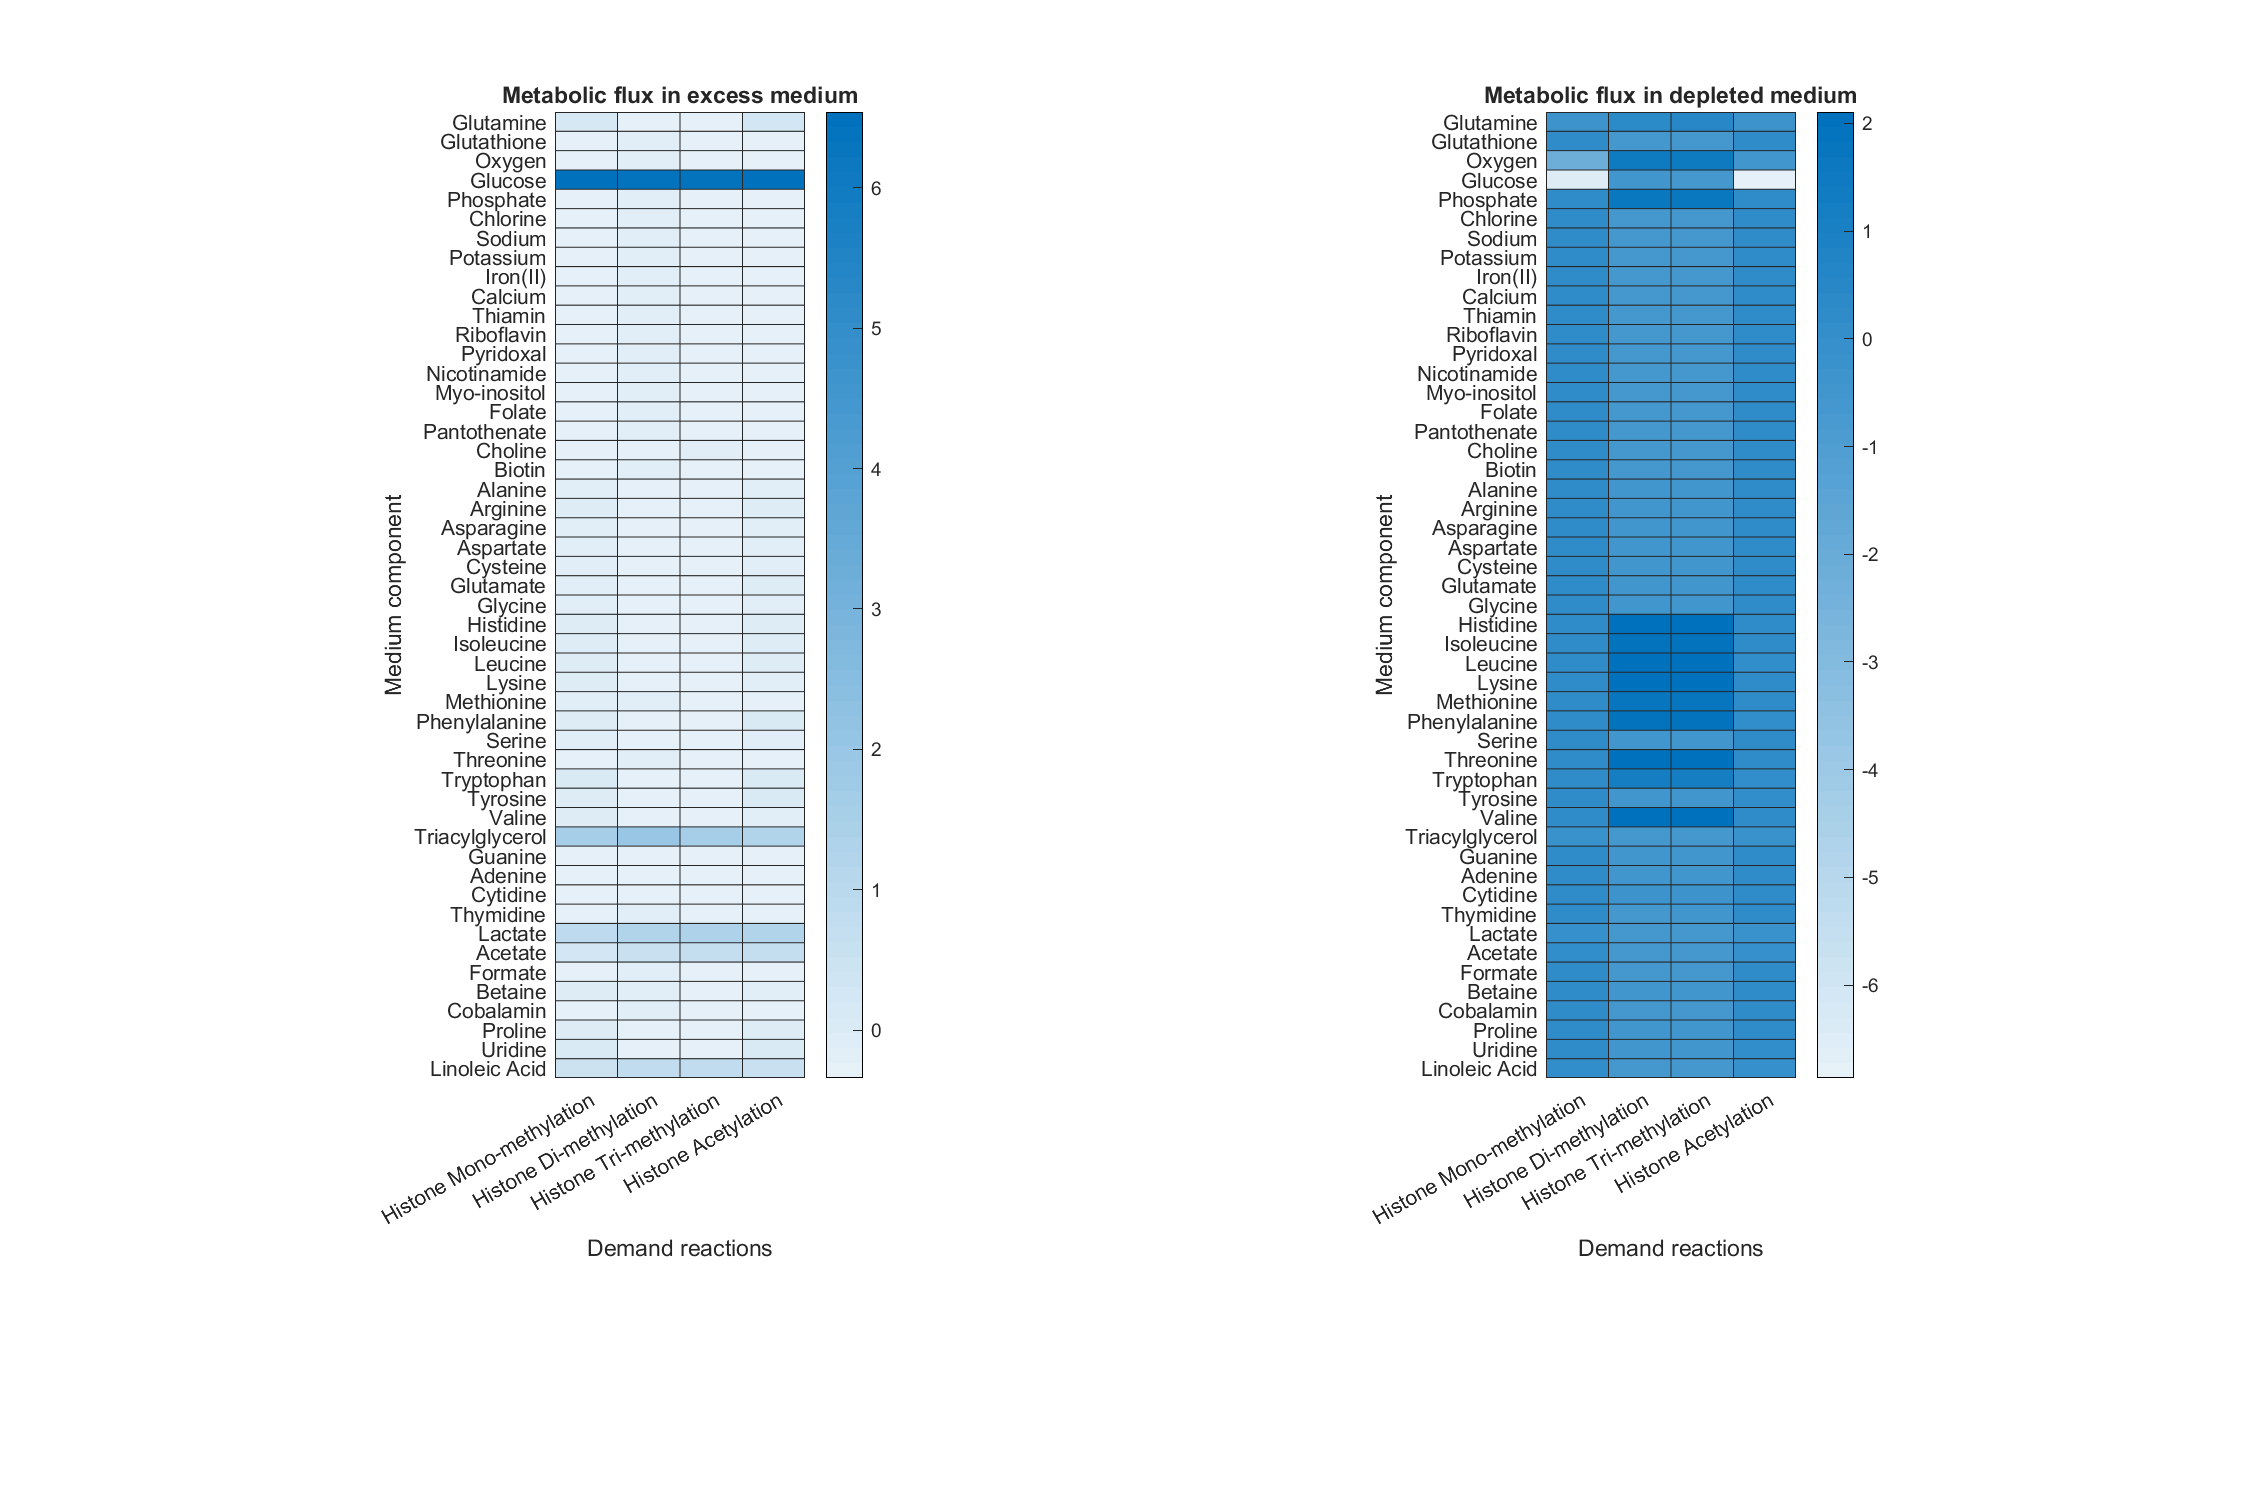 Metabolic flux in excess medium
Glutamine
Glutathione
Oxygen
Glucose
Phosphate
Chlorine
Sodium
Potassium
Iron(II)
Calcium
Thiamin
Riboflavin
Pyridoxal
Nicotinamide
Myo-inositol
Folate
Pantothenate
Choline
Biotin
Alanine
Arginine
Asparagine
Aspartate
Cysteine
Glutamate
Glycine
Histidine
Isoleucine
Leucine
Lysine
Methionine
Phenylalanine
Serine
Threonine
Tryptophan
Tyrosine
Valine
Triacylglycerol
Guanine
Adenine
Cytidine
Thymidine
Lactate
Acetate
Formate
Betaine
Cobalamin
Proline
Uridine
Linoleic Acid
Medium component
6
5
4
3
2
1
0
Histone Mono-methylation
Histone Di-methylation
Histone Tri-methylation
Histone Acetylation
Demand reactions
Metabolic flux in depleted medium
Glutamine
Glutathione
Oxygen
Glucose
Phosphate
Chlorine
Sodium
Potassium
Iron(II)
Calcium
Thiamin
Riboflavin
Pyridoxal
Nicotinamide
Myo-inositol
Folate
Pantothenate
Choline
Biotin
Alanine
Arginine
Asparagine
Aspartate
Cysteine
Glutamate
Glycine
Histidine
Isoleucine
Leucine
Lysine
Methionine
Phenylalanine
Serine
Threonine
Tryptophan
Tyrosine
Valine
Triacylglycerol
Guanine
Adenine
Cytidine
Thymidine
Lactate
Acetate
Formate
Betaine
Cobalamin
Proline
Uridine
Linoleic Acid
Medium component
2
1
0
-1
-2
-3
-4
-5
-6
Histone Mono-methylation
Histone Di-methylation
Histone Tri-methylation
Histone Acetylation
Demand reactions